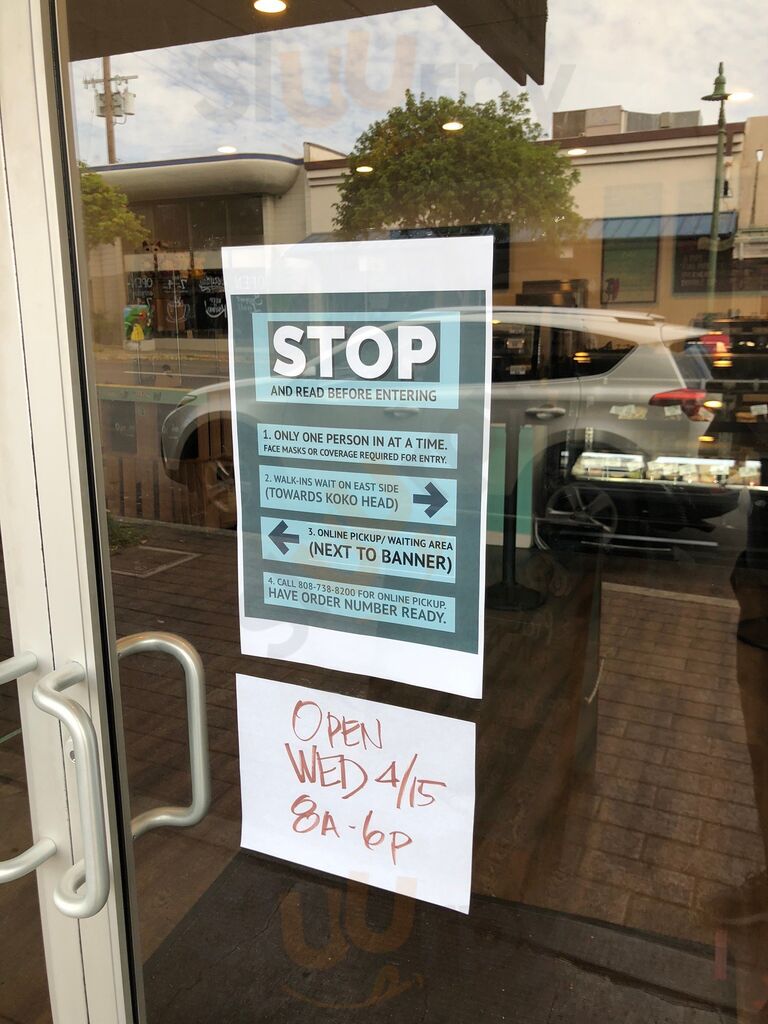 sluurpy
STOP
AND READ BEFORE ENTERING
1. ONLY ONE PERSON IN AT A TIME.
FACE MASKS OR COVERAGE REQUIRED FOR ENTRY.
2. WALK-INS WAIT ON EAST SIDE
(TOWARDS KOKO HEAD)
3. ONLINE PICKUP/ WAITING AREA
(NEXT TO BANNER)
4. CALL 808-738-8200 FOR ONLINE PICKUP.
HAVE ORDER NUMBER READY.
OPEN
WED 4/15
8A-6P